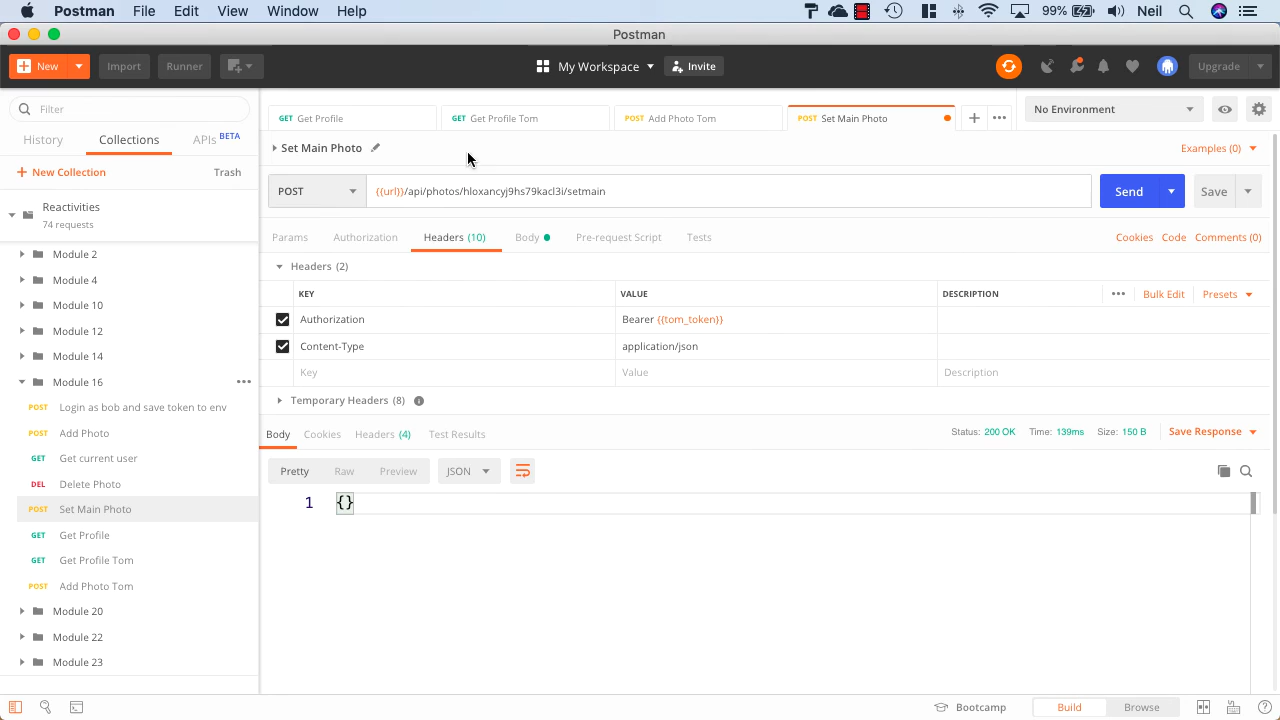 Postman File Edit View Window Help 99% Neil
Postman
New Import Runner My Workspace Invite Upgrade
Filter
History Collections APIs BETA
New Collection Trash
Reactivities
74 requests
Module 2
Module 4
Module 10
Module 12
Module 14
Module 16
POST Login as bob and save token to env
POST Add Photo
GET Get current user
DEL Delete Photo
POST Set Main Photo
GET Get Profile
GET Get Profile Tom
POST Add Photo Tom
Module 20
Module 22
Module 23
GET Get Profile GET Get Profile Tom POST Add Photo Tom POST Set Main Photo No Environment
Set Main Photo Examples (0)
POST {{url}}/api/photos/hloxancyj9hs79kacl3i/setmain Send Save
Params Authorization Headers (10) Body Pre-request Script Tests Cookies Code Comments (0)
Headers (2)
KEY VALUE DESCRIPTION Bulk Edit Presets
Authorization Bearer {{tom_token}}
Content-Type application/json
Key Value Description
Temporary Headers (8)
Body Cookies Headers (4) Test Results Status: 200 OK Time: 139ms Size: 150 B Save Response
Pretty Raw Preview JSON
1 {}
Bootcamp Build Browse